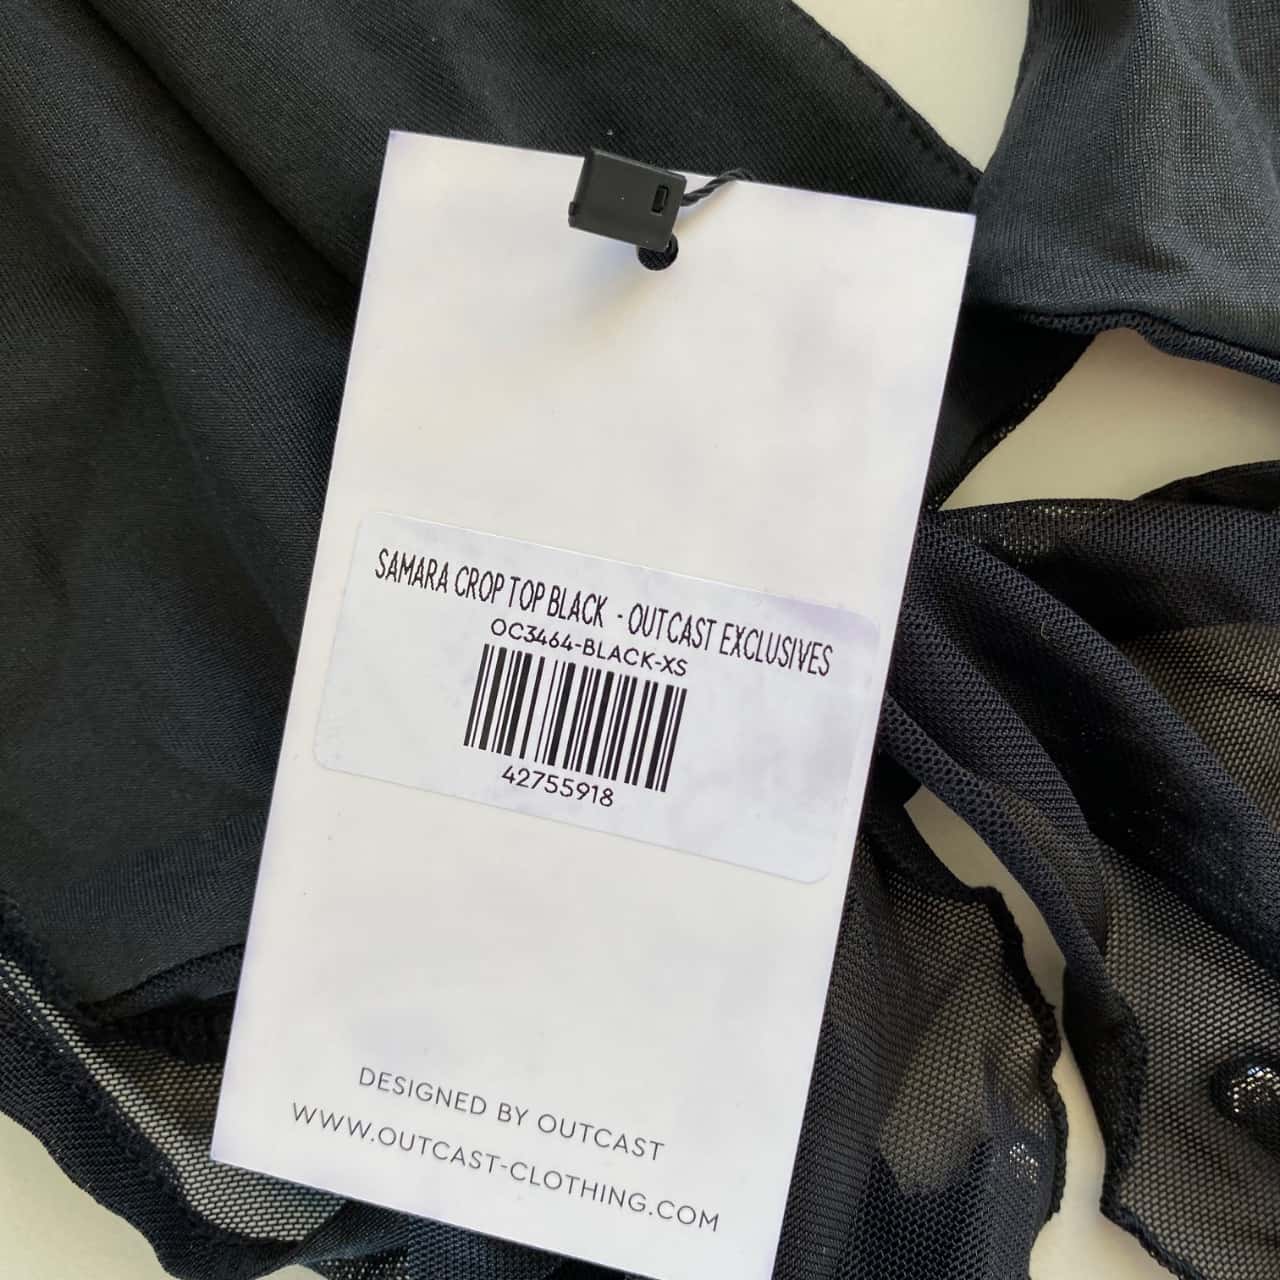 SAMARA CROP TOP BLACK - OUTCAST EXCLUSIVES
OC3464-BLACK-XS
42755918
DESIGNED BY OUTCAST
WWW.OUTCAST-CLOTHING.COM